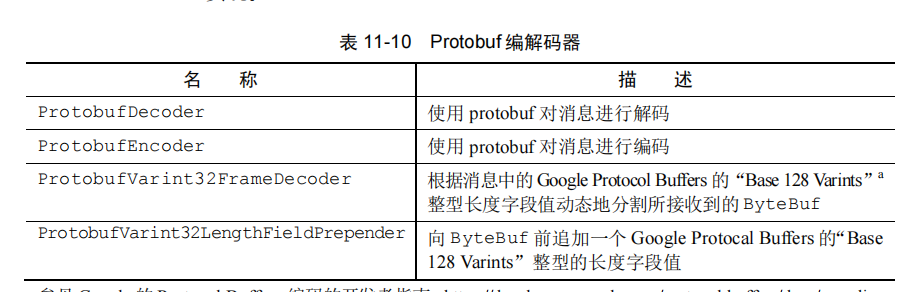 表 11-10 Protobuf 编解码器
名 称 描 述
ProtobufDecoder 使用 protobuf 对消息进行解码
ProtobufEncoder 使用 protobuf 对消息进行编码
ProtobufVarint32FrameDecoder 根据消息中的 Google Protocol Buffers 的“Base 128 Varints”a
整型长度字段值动态地分割所接收到的 ByteBuf
ProtobufVarint32LengthFieldPrepender 向 ByteBuf 前追加一个 Google Protocal Buffers 的“Base
128 Varints”整型的长度字段值